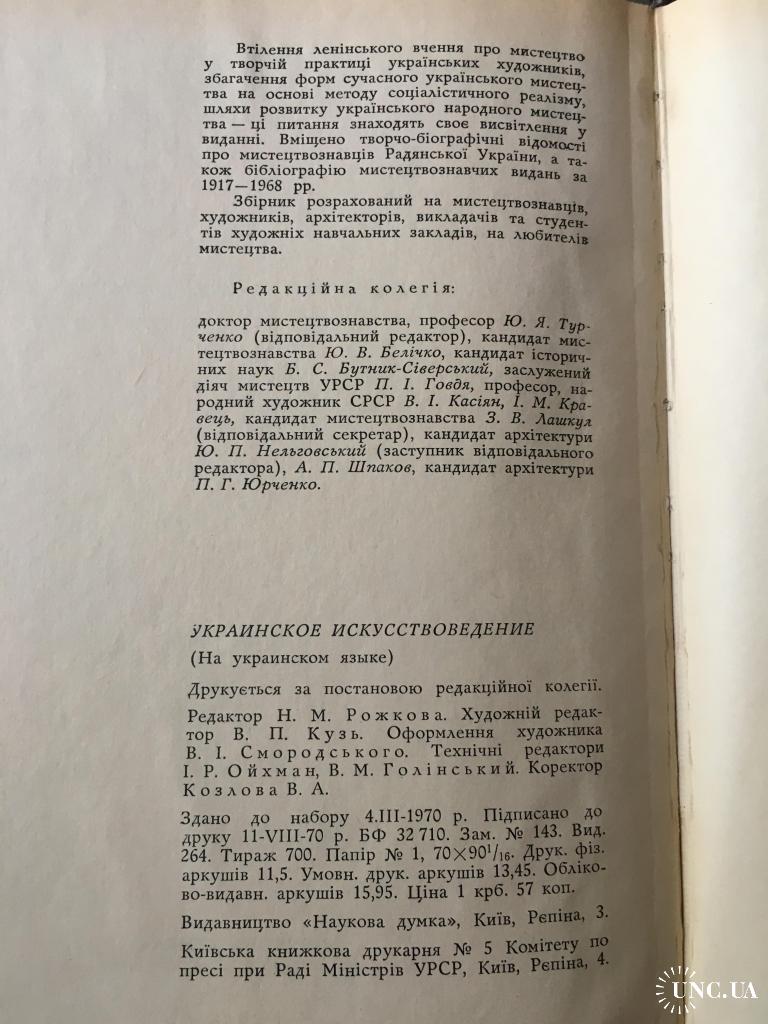 Втілення ленінського вчення про мистецтво
у творчій практиці українських художників,
збагачення форм сучасного українського мистец-
тва на основі методу соціалістичного реалізму,
шляхи розвитку українського народного мистец-
тва — ці питання знаходять своє висвітлення у
виданні. Вміщено творчо-біографічні відомості
про мистецтвознавців Радянської України, а та-
кож бібліографію мистецтвознавчих видань за
1917—1968 рр.
Збірник розрахований на мистецтвознавців,
художників, архітекторів, викладачів та студен-
тів художніх навчальних закладів, на любителів
мистецтва.
Редакційна колегія:
доктор мистецтвознавства, професор Ю. Я. Тур-
ченко (відповідальний редактор), кандидат мис-
тецтвознавства Ю. В. Белічко, кандидат історич-
них наук Б. С. Бутник-Сіверський, заслужений
діяч мистецтв УРСР П. І. Говдя, професор, на-
родний художник СРСР В. І. Касіян, І. М. Кра-
вець, кандидат мистецтвознавства З. В. Лашкул
(відповідальний секретар), кандидат архітектури
Ю. П. Нельговський (заступник відповідального
редактора), А. П. Шпаков, кандидат архітектури
П. Г. Юрченко.
УКРАИНСКОЕ ИСКУССТВОВЕДЕНИЕ
(На украинском языке)
Друкується за постановою редакційної колегії.
Редактор Н. М. Рожкова. Художній редак-
тор В. П. Кузь. Оформлення художника
В. І. Смородського. Технічні редактори
І. Р. Ойхман, В. М. Голінський. Коректор
Козлова В. А.
Здано до набору 4.III-1970 р. Підписано до
друку 11-VIII-70 р. БФ 32710. Зам. № 143. Вид.
264. Тираж 700. Папір № 1, 70×90¹/₁₆. Друк. фіз.
аркушів 11,5. Умовн. друк. аркушів 13,45. Обліко-
во-видавн. аркушів 15,95. Ціна 1 крб. 57 коп.
Видавництво «Наукова думка», Київ, Рєпіна, 3.
Київська книжкова друкарня № 5 Комітету по
пресі при Раді Міністрів УРСР, Київ, Рєпіна, 4.
UNC.UA